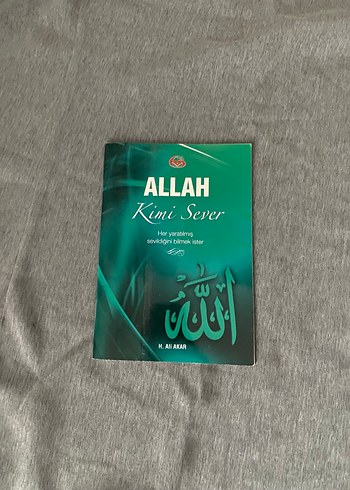 ALLAH
Kimi Sever
Her yaratılmış
sevildiğini bilmek ister
الله
H. Ali AKAR